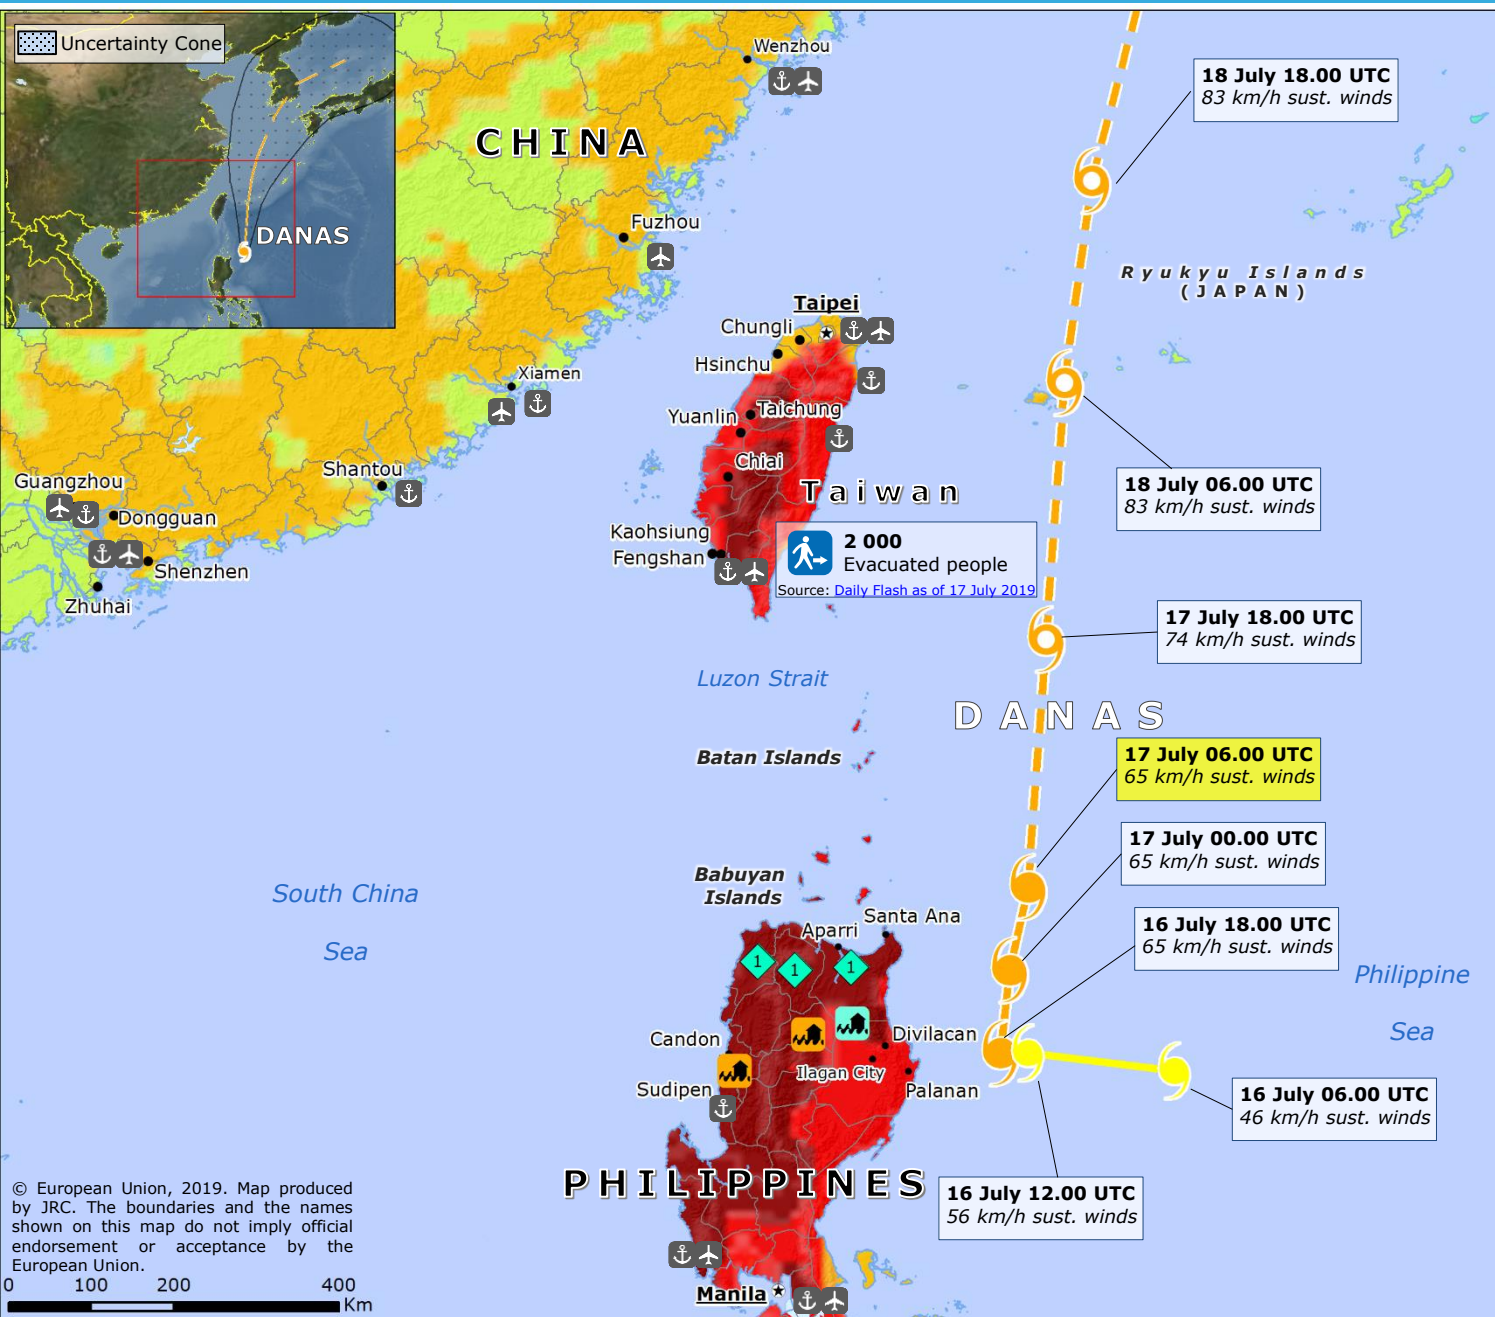 Uncertainty Cone
DANAS
Wenzhou
18 July 18.00 UTC
83 km/h sust. winds
CHINA
Fuzhou
Ryukyu Islands
(JAPAN)
Taipei
Chungli
Hsinchu
Xiamen
Yuanlin
Taichung
Chiai
Shantou
Guangzhou
Dongguan
Taiwan
18 July 06.00 UTC
83 km/h sust. winds
Kaohsiung
Fengshan
2 000
Evacuated people
Source: Daily Flash as of 17 July 2019
Shenzhen
Zhuhai
17 July 18.00 UTC
74 km/h sust. winds
Luzon Strait
DANAS
Batan Islands
17 July 06.00 UTC
65 km/h sust. winds
17 July 00.00 UTC
65 km/h sust. winds
Babuyan
Islands
South China
Sea
Santa Ana
Aparri
16 July 18.00 UTC
65 km/h sust. winds
1
1
1
Philippine
Sea
Candon
Divilacan
Ilagan City
Sudipen
Palanan
16 July 06.00 UTC
46 km/h sust. winds
PHILIPPINES
16 July 12.00 UTC
56 km/h sust. winds
© European Union, 2019. Map produced
by JRC. The boundaries and the names
shown on this map do not imply official
endorsement or acceptance by the
European Union.
0 100 200 400
Km
Manila